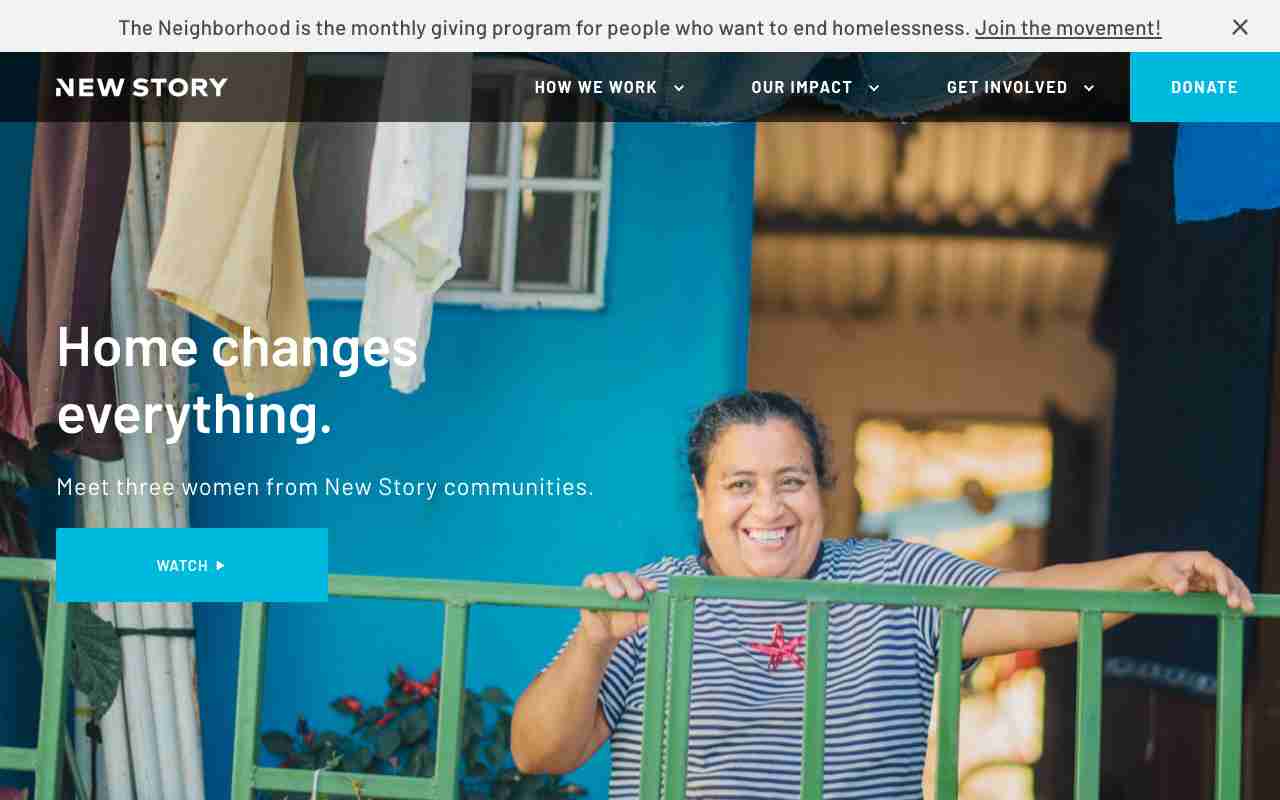 The Neighborhood is the monthly giving program for people who want to end homelessness. Join the movement!
NEW STORY
HOW WE WORK
OUR IMPACT
GET INVOLVED
DONATE
Home changes
everything.
Meet three women from New Story communities.
WATCH